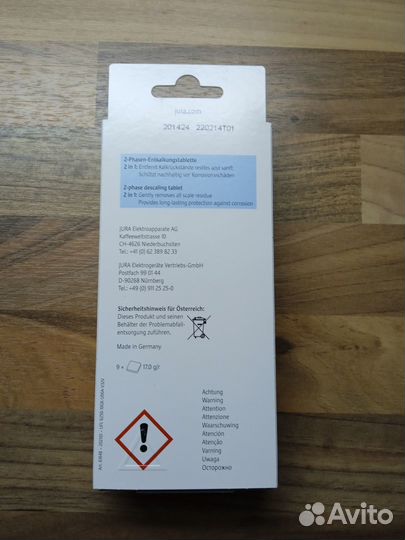 jura.com
201424 220214T01
2-Phasen-Entkalkungstablette
2 in 1: Entfernt Kalkrückstände restlos und sanft
Schützt nachhaltig vor Korrosionsschäden
2-phase descaling tablet
2 in 1: Gently removes all scale residue
Provides long-lasting protection against corrosion
JURA Elektroapparate AG
Kaffeeweltstrasse 10
CH-4626 Niederbuchsiten
Tel.: +41 (0) 62 389 82 33
JURA Elektrogeräte Vertriebs-GmbH
Postfach 99 01 44
D-90268 Nürnberg
Tel.: +49 (0) 911 25 25-0
Sicherheitshinweis für Österreich:
Dieses Produkt und seinen
Behälter der Problemabfall-
entsorgung zuführen.
Made in Germany
9 × 17.0 g/r
Achtung
Warning
Attention
Attenzione
Waarschuwing
Atención
Atenção
Varning
Uwaga
Осторожно
Avito